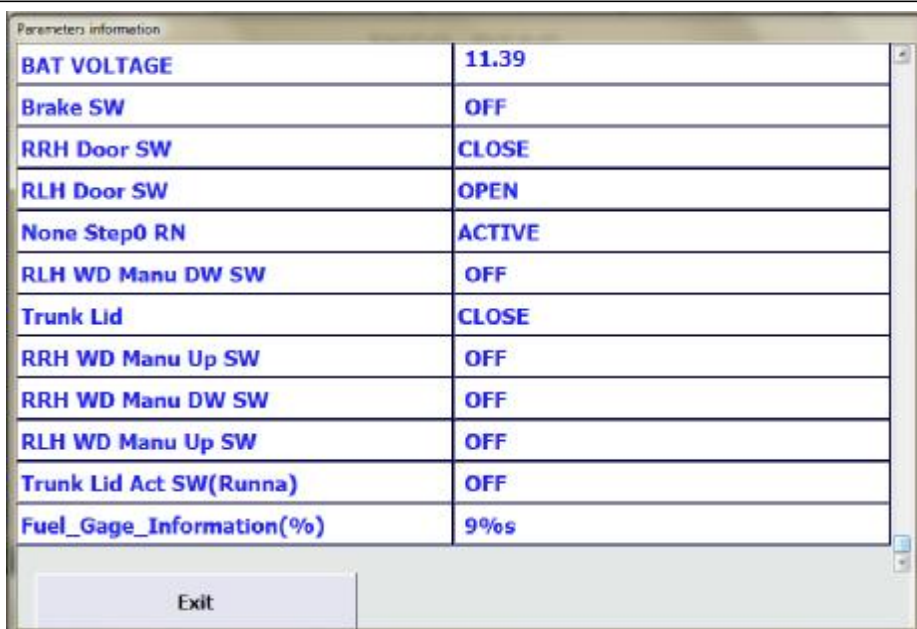 Parameters information
BAT VOLTAGE 11.39
Brake SW OFF
RRH Door SW CLOSE
RLH Door SW OPEN
None Step0 RN ACTIVE
RLH WD Manu DW SW OFF
Trunk Lid CLOSE
RRH WD Manu Up SW OFF
RRH WD Manu DW SW OFF
RLH WD Manu Up SW OFF
Trunk Lid Act SW(Runna) OFF
Fuel_Gage_Information(%) 9%s
Exit